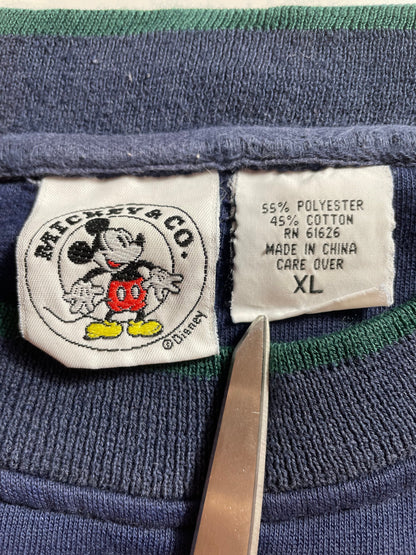 MICKEY & CO.
©Disney
55% POLYESTER
45% COTTON
RN 61626
MADE IN CHINA
CARE OVER
XL